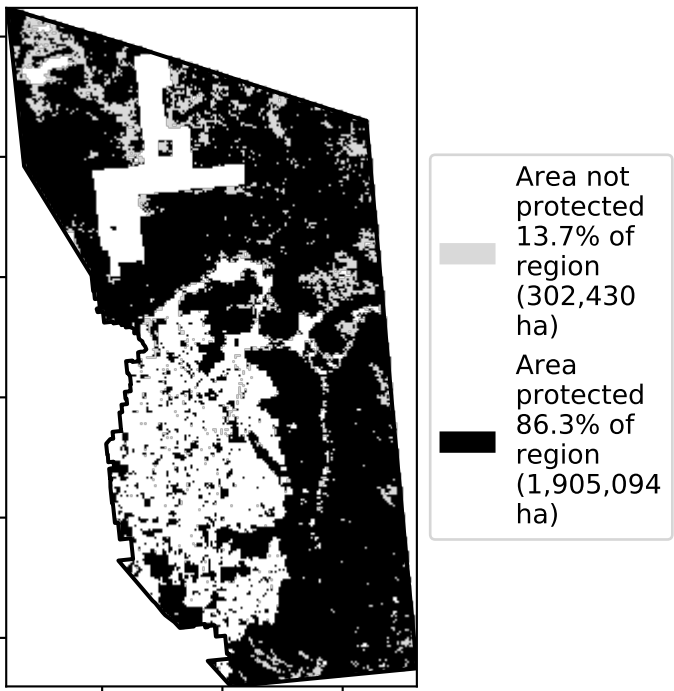 Area not
protected
13.7% of
region
(302,430
ha)
Area
protected
86.3% of
region
(1,905,094
ha)